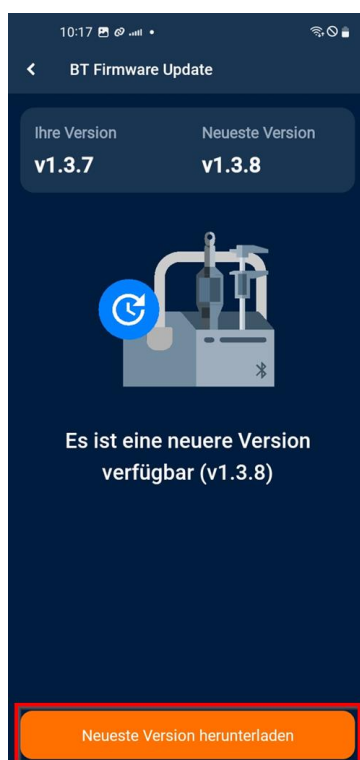 10:17
BT Firmware Update
Ihre Version
Neueste Version
v1.3.7
v1.3.8
Es ist eine neuere Version
verfügbar (v1.3.8)
Neueste Version herunterladen